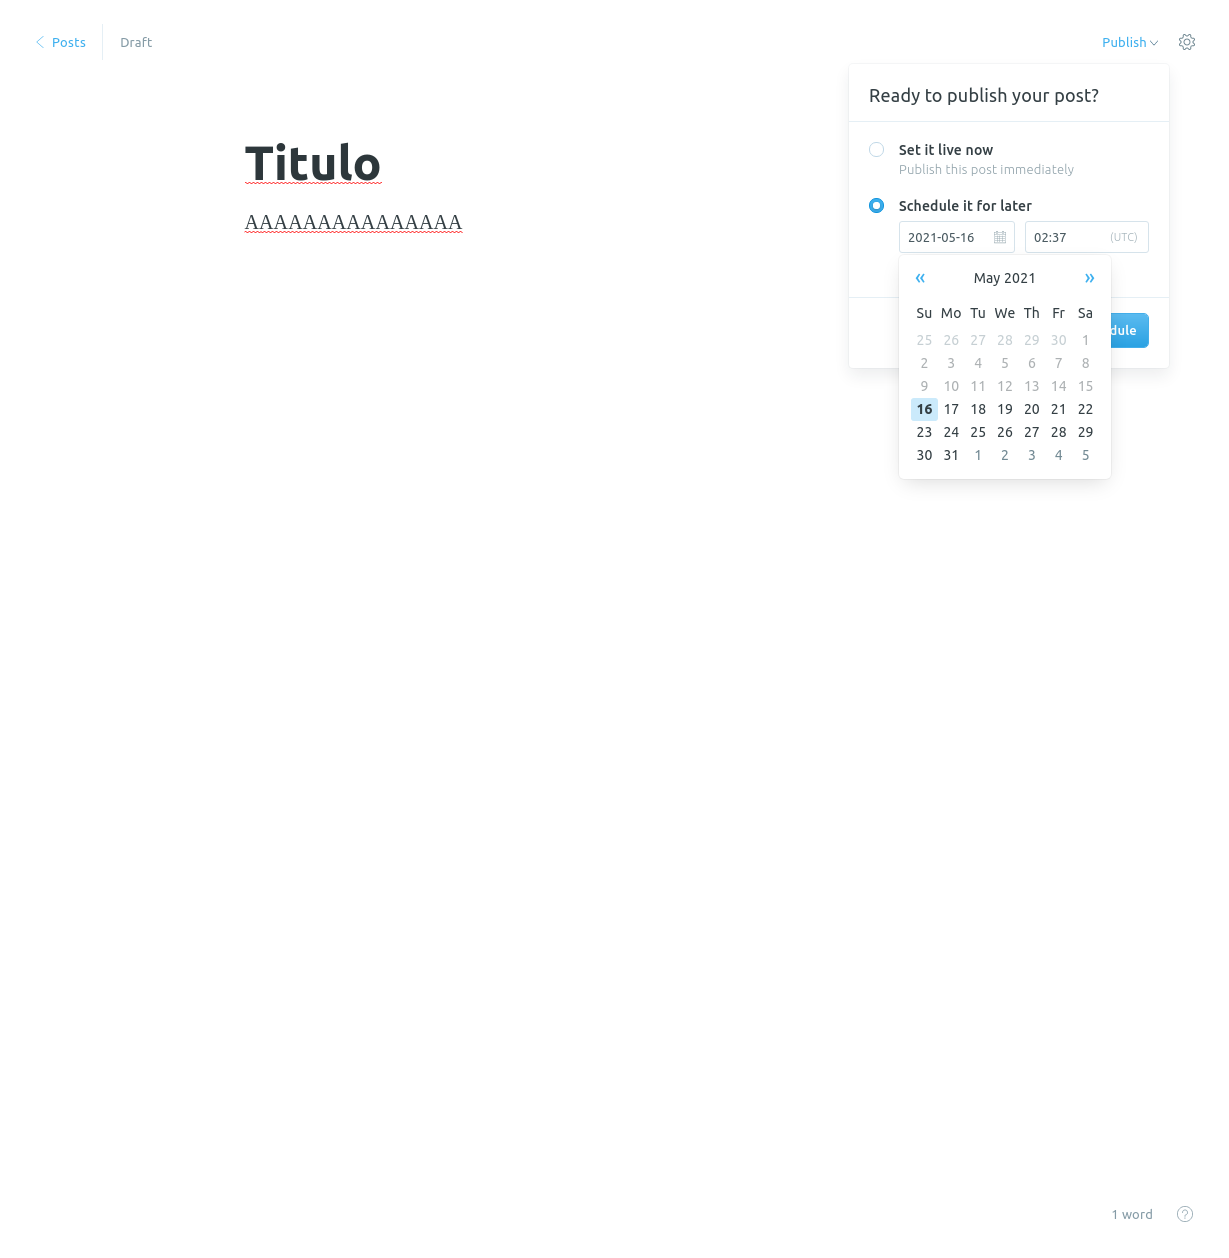 Posts
Draft
Publish
Ready to publish your post?
Titulo
AAAAAAAAAAAAAAA
Set it live now
Publish this post immediately
Schedule it for later
2021-05-16
02:37 (UTC)
« May 2021 »
Su Mo Tu We Th Fr Sa
25 26 27 28 29 30 1
2 3 4 5 6 7 8
9 10 11 12 13 14 15
16 17 18 19 20 21 22
23 24 25 26 27 28 29
30 31 1 2 3 4 5
dule
1 word